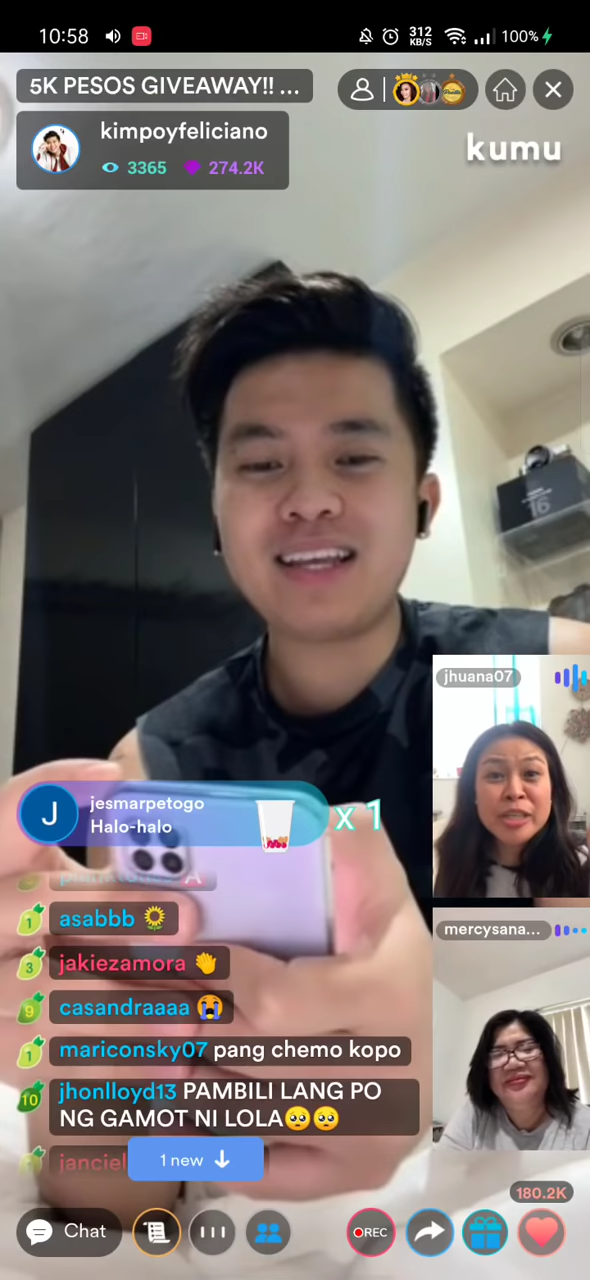 10:58
312
KB/S
100%
5K PESOS GIVEAWAY!! ...
kimpoyfeliciano
3365
274.2K
kumu
16
jhuana07
J
jesmarpetogo
Halo-halo
x 1
1 asabbb
3 jakiezamora
9 casandraaaa
1 mariconsky07 pang chemo kopo
mercysana...
10 jhonlloyd13 PAMBILI LANG PO
NG GAMOT NI LOLA
janciel
1 new
180.2K
Chat
REC